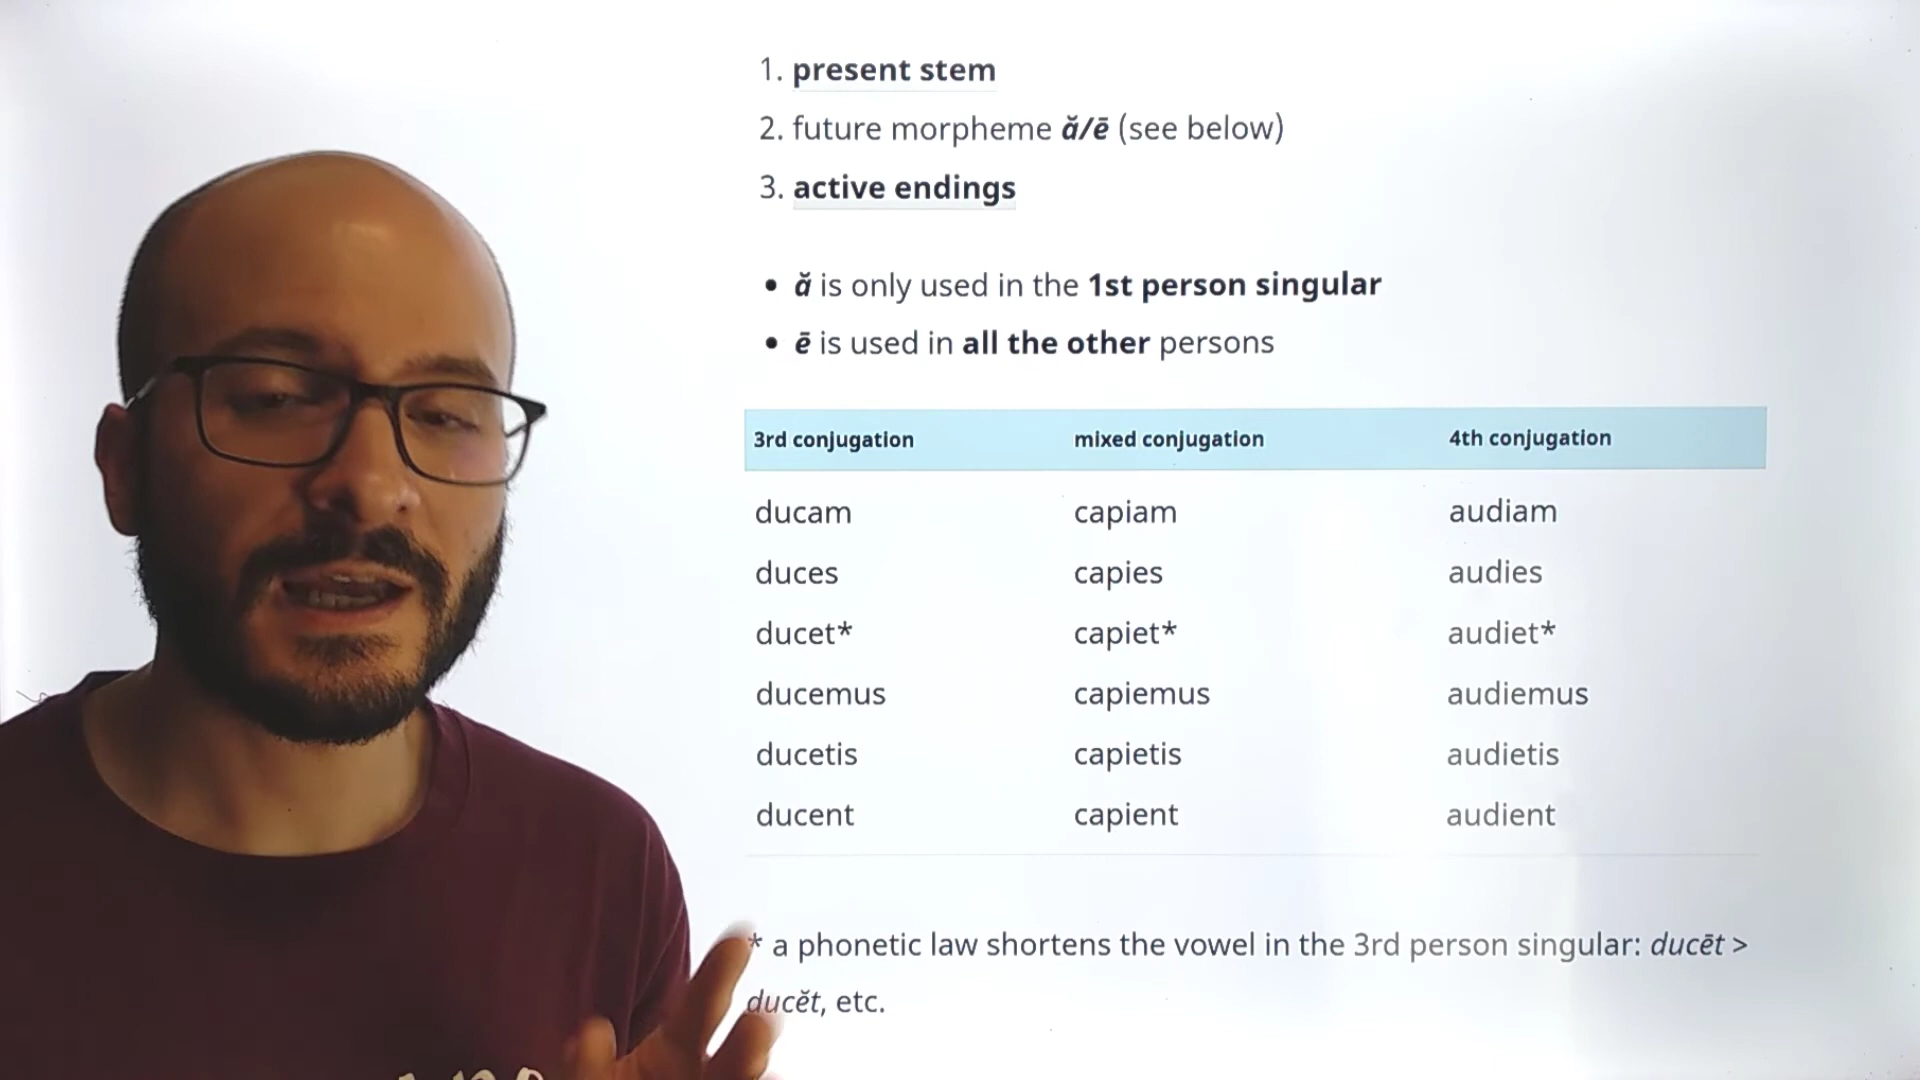 1. present stem
2. future morpheme ă/ē (see below)
3. active endings
• ă is only used in the 1st person singular
• ē is used in all the other persons
3rd conjugation mixed conjugation 4th conjugation
ducam capiam audiam
duces capies audies
ducet* capiet* audiet*
ducemus capiemus audiemus
ducetis capietis audietis
ducent capient audient
* a phonetic law shortens the vowel in the 3rd person singular: ducēt >
ducĕt, etc.